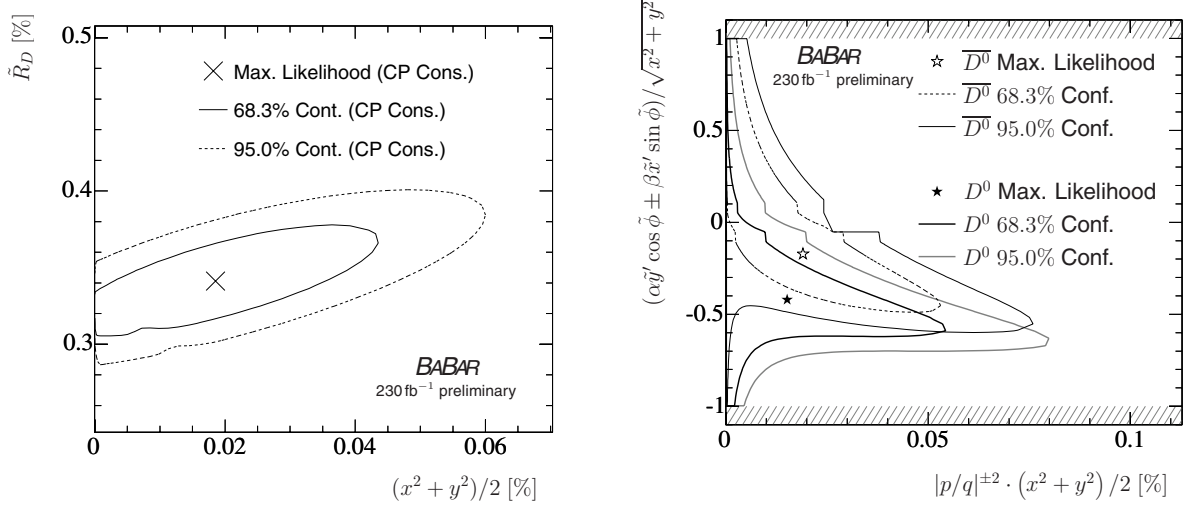 R̃_D [%]
0.5
0.4
0.3
Max. Likelihood (CP Cons.)
68.3% Cont. (CP Cons.)
95.0% Cont. (CP Cons.)
BABAR
230 fb⁻¹ preliminary
0 0.02 0.04 0.06
(x² + y²)/2 [%]
(αỹ′ cos φ̃ ± βx̃′ sin φ̃)/√x² + y²
1
0.5
0
-0.5
-1
BABAR
230 fb⁻¹ preliminary
D̅⁰ Max. Likelihood
D̅⁰ 68.3% Conf.
D̅⁰ 95.0% Conf.
D⁰ Max. Likelihood
D⁰ 68.3% Conf.
D⁰ 95.0% Conf.
0 0.05 0.1
|p/q|^±2 · (x² + y²) /2 [%]